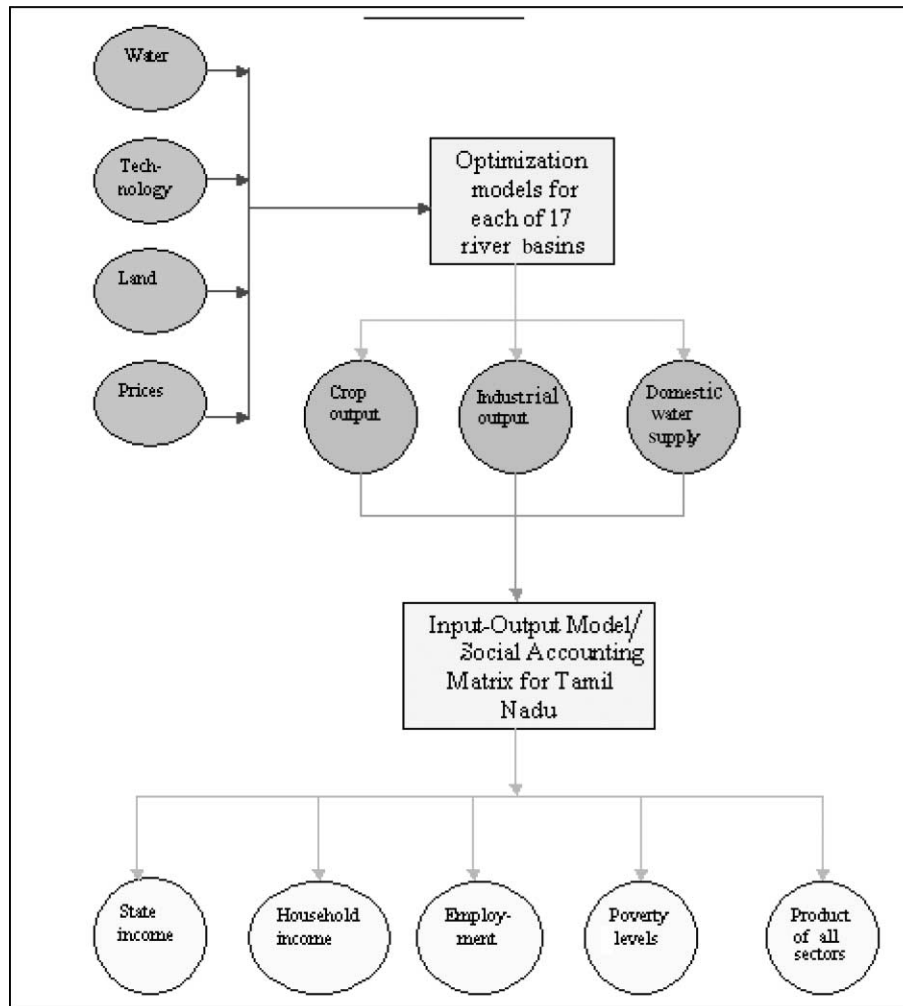 Water
Tech-
nology
Land
Prices
Optimization
models for
each of 17
river basins
Crop
output
Industrial
output
Domestic
water
supply
Input-Output Model/
Social Accounting
Matrix for Tamil
Nadu
State
income
Household
income
Employ-
ment
Poverty
levels
Product
of all
sectors